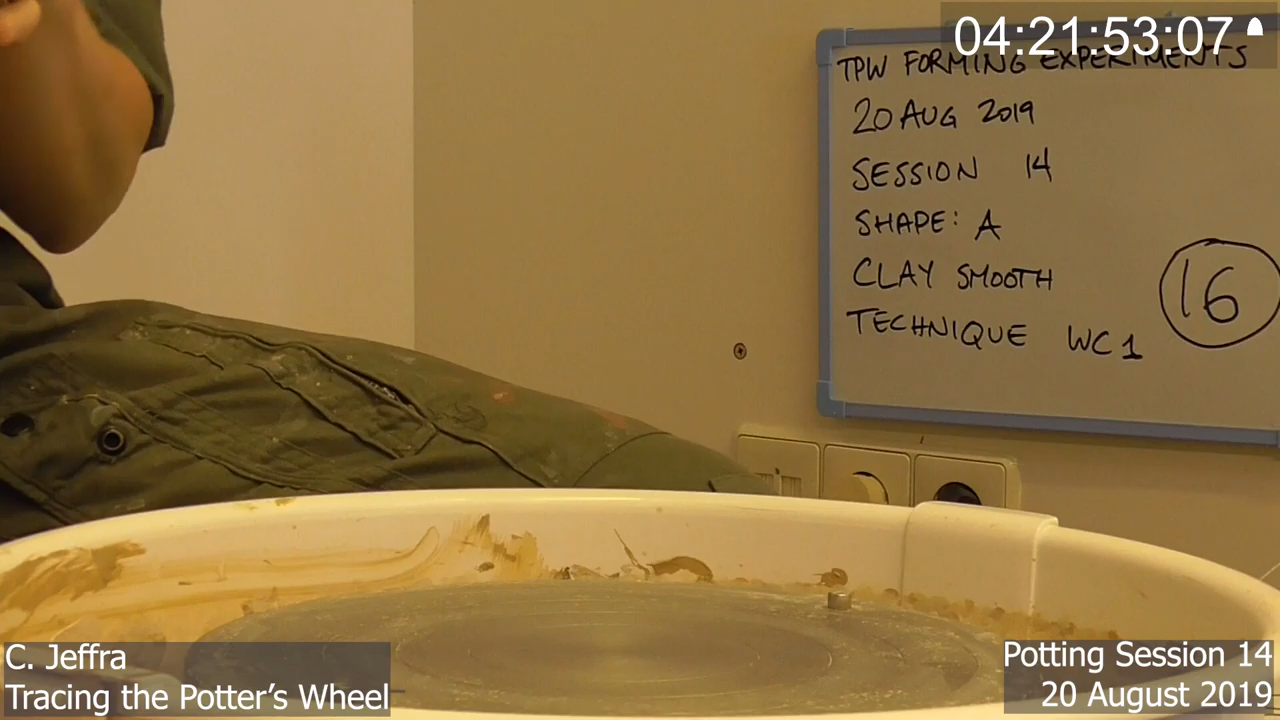 04:21:53:07
TPW FORMING EXPERIMENTS
20 AUG 2019
SESSION 14
SHAPE: A
CLAY SMOOTH
16
TECHNIQUE WC1
C. Jeffra
Tracing the Potter's Wheel
Potting Session 14
20 August 2019